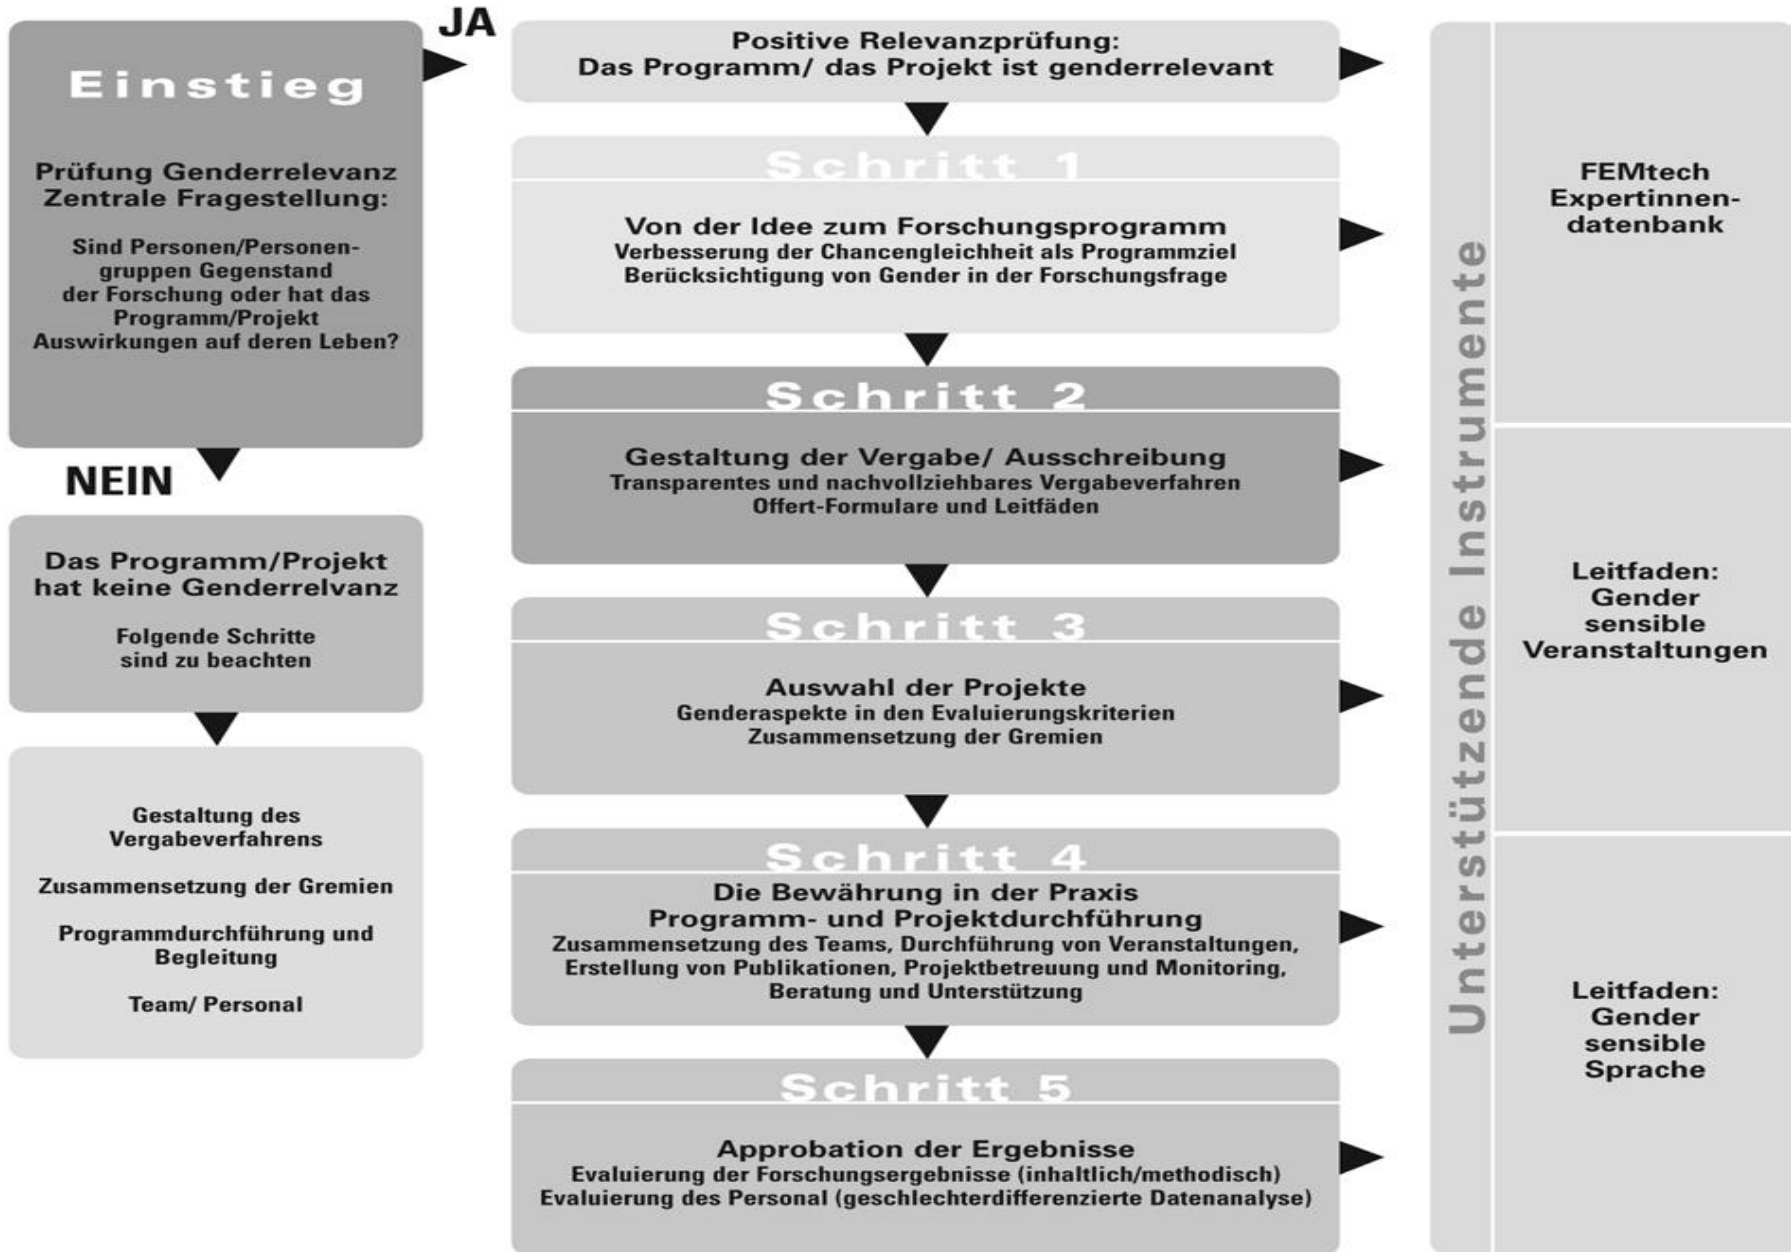 Einstieg
Prüfung Genderrelevanz
Zentrale Fragestellung:
Sind Personen/Personen-
gruppen Gegenstand
der Forschung oder hat das
Programm/Projekt
Auswirkungen auf deren Leben?
NEIN
Das Programm/Projekt
hat keine Genderrelvanz
Folgende Schritte
sind zu beachten
Gestaltung des
Vergabeverfahrens
Zusammensetzung der Gremien
Programmdurchführung und
Begleitung
Team/ Personal
JA
Positive Relevanzprüfung:
Das Programm/ das Projekt ist genderrelevant
Schritt 1
Von der Idee zum Forschungsprogramm
Verbesserung der Chancengleichheit als Programmziel
Berücksichtigung von Gender in der Forschungsfrage
Schritt 2
Gestaltung der Vergabe/ Ausschreibung
Transparentes und nachvollziehbares Vergabeverfahren
Offert-Formulare und Leitfäden
Schritt 3
Auswahl der Projekte
Genderaspekte in den Evaluierungskriterien
Zusammensetzung der Gremien
Schritt 4
Die Bewährung in der Praxis
Programm- und Projektdurchführung
Zusammensetzung des Teams, Durchführung von Veranstaltungen,
Erstellung von Publikationen, Projektbetreuung und Monitoring,
Beratung und Unterstützung
Schritt 5
Approbation der Ergebnisse
Evaluierung der Forschungsergebnisse (inhaltlich/methodisch)
Evaluierung des Personal (geschlechterdifferenzierte Datenanalyse)
Unterstützende Instrumente
FEMtech
Expertinnen-
datenbank
Leitfaden:
Gender
sensible
Veranstaltungen
Leitfaden:
Gender
sensible
Sprache